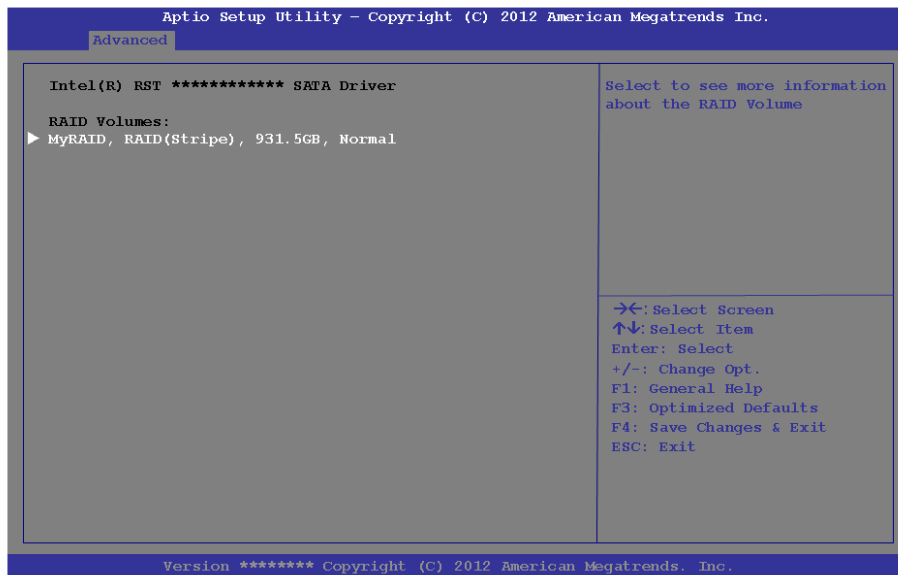 Aptio Setup Utility – Copyright (C) 2012 American Megatrends Inc.
Advanced
Intel(R) RST ************ SATA Driver
RAID Volumes:
▶ MyRAID, RAID(Stripe), 931.5GB, Normal
Select to see more information
about the RAID Volume
→←: Select Screen
↑↓: Select Item
Enter: Select
+/-: Change Opt.
F1: General Help
F3: Optimized Defaults
F4: Save Changes & Exit
ESC: Exit
Version ******** Copyright (C) 2012 American Megatrends. Inc.